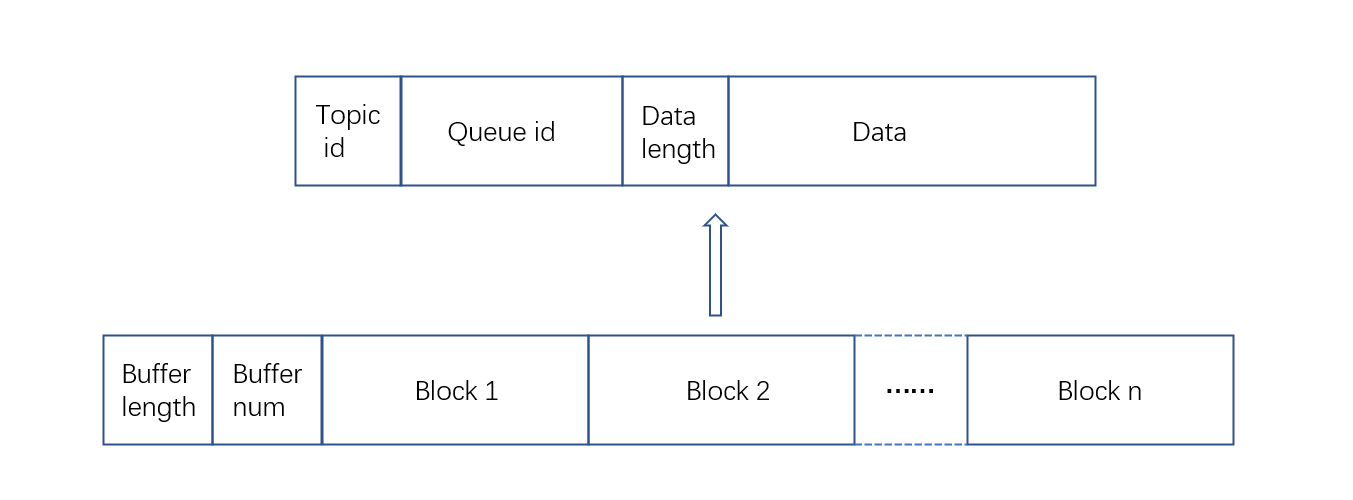 Topic
id
Queue id
Data
length
Data
Buffer
length
Buffer
num
Block 1
Block 2
……
Block n